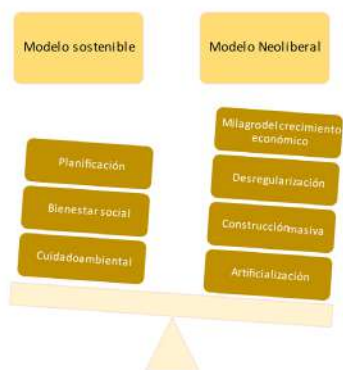 Modelo sostenible
Modelo Neoliberal
Planificación
Bienestar social
Cuidadoambiental
Milagrodel crecimiento
económico
Desregularización
Construcciónmasiva
Artificialización